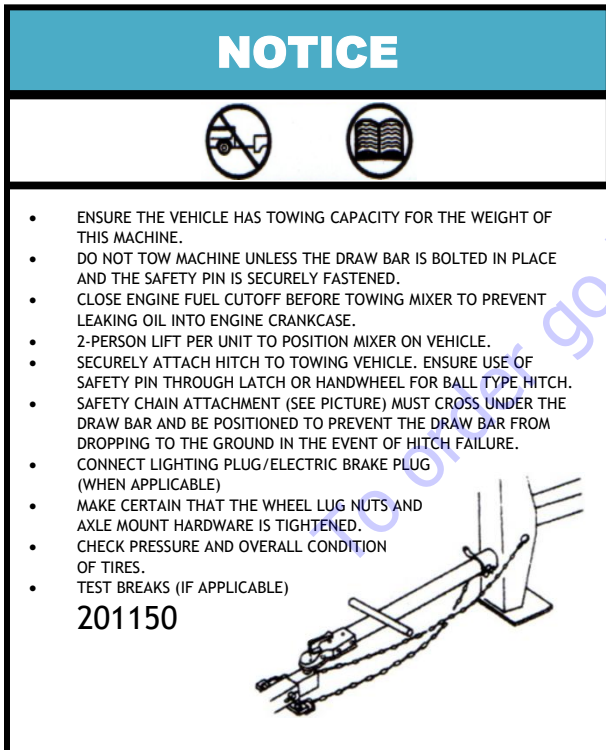 NOTICE
• ENSURE THE VEHICLE HAS TOWING CAPACITY FOR THE WEIGHT OF
THIS MACHINE.
• DO NOT TOW MACHINE UNLESS THE DRAW BAR IS BOLTED IN PLACE
AND THE SAFETY PIN IS SECURELY FASTENED.
• CLOSE ENGINE FUEL CUTOFF BEFORE TOWING MIXER TO PREVENT
LEAKING OIL INTO ENGINE CRANKCASE.
• 2-PERSON LIFT PER UNIT TO POSITION MIXER ON VEHICLE.
• SECURELY ATTACH HITCH TO TOWING VEHICLE. ENSURE USE OF
SAFETY PIN THROUGH LATCH OR HANDWHEEL FOR BALL TYPE HITCH.
• SAFETY CHAIN ATTACHMENT (SEE PICTURE) MUST CROSS UNDER THE
DRAW BAR AND BE POSITIONED TO PREVENT THE DRAW BAR FROM
DROPPING TO THE GROUND IN THE EVENT OF HITCH FAILURE.
• CONNECT LIGHTING PLUG/ELECTRIC BRAKE PLUG
(WHEN APPLICABLE)
• MAKE CERTAIN THAT THE WHEEL LUG NUTS AND
AXLE MOUNT HARDWARE IS TIGHTENED.
• CHECK PRESSURE AND OVERALL CONDITION
OF TIRES.
• TEST BREAKS (IF APPLICABLE)
201150
To order go